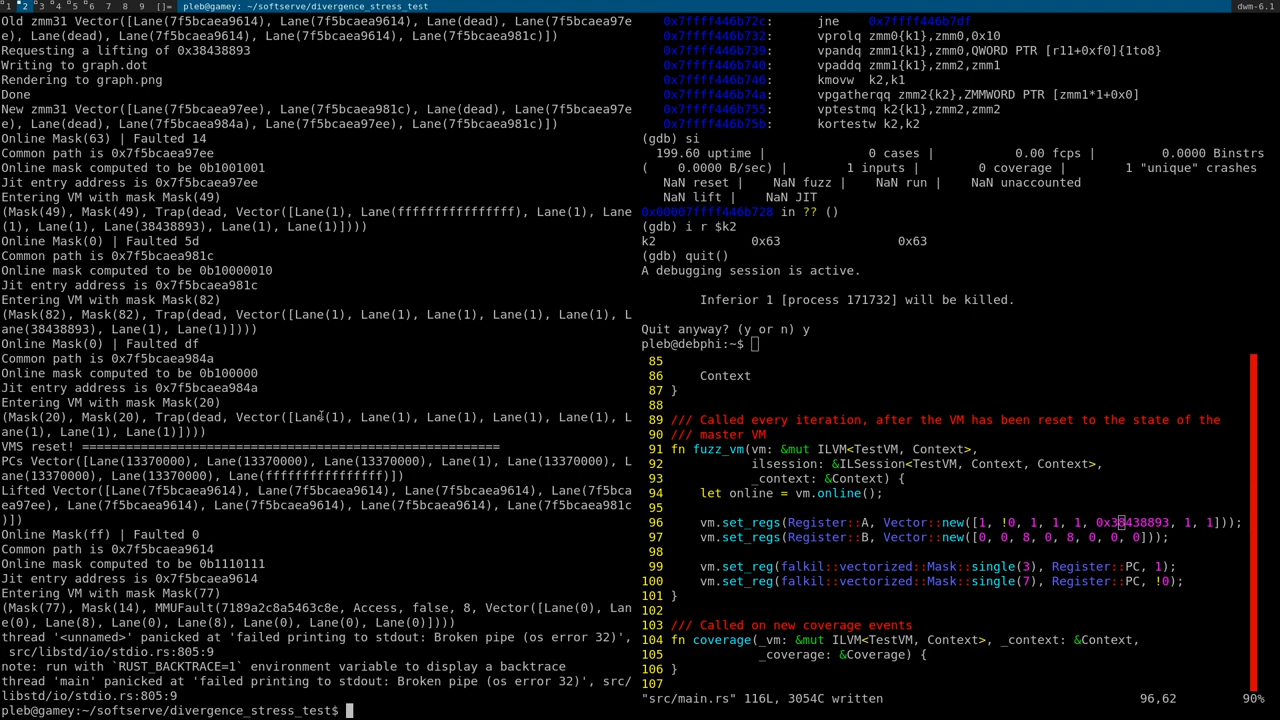 1 2 3 4 5 6 7 8 9 []= pleb@gamey: ~/softserve/divergence_stress_test dwm-6.1
Old zmm31 Vector([Lane(7f5bcaea9614), Lane(7f5bcaea9614), Lane(dead), Lane(7f5bcaea97e
e), Lane(dead), Lane(7f5bcaea9614), Lane(7f5bcaea9614), Lane(7f5bcaea981c)])
Requesting a lifting of 0x38438893
Writing to graph.dot
Rendering to graph.png
Done
New zmm31 Vector([Lane(7f5bcaea97ee), Lane(7f5bcaea981c), Lane(dead), Lane(7f5bcaea97e
e), Lane(dead), Lane(7f5bcaea984a), Lane(7f5bcaea97ee), Lane(7f5bcaea981c)])
Online Mask(63) | Faulted 14
Common path is 0x7f5bcaea97ee
Online mask computed to be 0b1001001
Jit entry address is 0x7f5bcaea97ee
Entering VM with mask Mask(49)
(Mask(49), Mask(49), Trap(dead, Vector([Lane(1), Lane(ffffffffffffffff), Lane(1), Lane
(1), Lane(1), Lane(38438893), Lane(1), Lane(1)])))
Online Mask(0) | Faulted 5d
Common path is 0x7f5bcaea981c
Online mask computed to be 0b10000010
Jit entry address is 0x7f5bcaea981c
Entering VM with mask Mask(82)
(Mask(82), Mask(82), Trap(dead, Vector([Lane(1), Lane(1), Lane(1), Lane(1), Lane(1), L
ane(38438893), Lane(1), Lane(1)])))
Online Mask(0) | Faulted df
Common path is 0x7f5bcaea984a
Online mask computed to be 0b100000
Jit entry address is 0x7f5bcaea984a
Entering VM with mask Mask(20)
(Mask(20), Mask(20), Trap(dead, Vector([Lane(1), Lane(1), Lane(1), Lane(1), Lane(1), L
ane(1), Lane(1), Lane(1)])))
VMS reset! =========================================================
PCs Vector([Lane(13370000), Lane(13370000), Lane(13370000), Lane(1), Lane(13370000), L
ane(13370000), Lane(13370000), Lane(ffffffffffffffff)])
Lifted Vector([Lane(7f5bcaea9614), Lane(7f5bcaea9614), Lane(7f5bcaea9614), Lane(7f5bca
ea97ee), Lane(7f5bcaea9614), Lane(7f5bcaea9614), Lane(7f5bcaea9614), Lane(7f5bcaea981c
)])
Online Mask(ff) | Faulted 0
Common path is 0x7f5bcaea9614
Online mask computed to be 0b1110111
Jit entry address is 0x7f5bcaea9614
Entering VM with mask Mask(77)
(Mask(77), Mask(14), MMUFault(7189a2c8a5463c8e, Access, false, 8, Vector([Lane(0), Lan
e(0), Lane(8), Lane(0), Lane(8), Lane(0), Lane(0), Lane(0)])))
thread '<unnamed>' panicked at 'failed printing to stdout: Broken pipe (os error 32)',
src/libstd/io/stdio.rs:805:9
note: run with `RUST_BACKTRACE=1` environment variable to display a backtrace
thread 'main' panicked at 'failed printing to stdout: Broken pipe (os error 32)', src/
libstd/io/stdio.rs:805:9
pleb@gamey:~/softserve/divergence_stress_test$
0x7ffff446b72c: jne 0x7ffff446b7df
0x7ffff446b732: vprolq zmm0{k1},zmm0,0x10
0x7ffff446b739: vpandq zmm1{k1},zmm0,QWORD PTR [r11+0xf0]{1to8}
0x7ffff446b740: vpaddq zmm1{k1},zmm2,zmm1
0x7ffff446b746: kmovw k2,k1
0x7ffff446b74a: vpgatherqq zmm2{k2},ZMMWORD PTR [zmm1*1+0x0]
0x7ffff446b755: vptestmq k2{k1},zmm2,zmm2
0x7ffff446b75b: kortestw k2,k2
(gdb) si
199.60 uptime | 0 cases | 0.00 fcps | 0.0000 Binstrs
( 0.0000 B/sec) | 1 inputs | 0 coverage | 1 "unique" crashes
NaN reset | NaN fuzz | NaN run | NaN unaccounted
NaN lift | NaN JIT
0x00007ffff446b728 in ?? ()
(gdb) i r $k2
k2 0x63 0x63
(gdb) quit()
A debugging session is active.
Inferior 1 [process 171732] will be killed.
Quit anyway? (y or n) y
pleb@debphi:~$
85
86 Context
87 }
88
89 /// Called every iteration, after the VM has been reset to the state of the
90 /// master VM
91 fn fuzz_vm(vm: &mut ILVM<TestVM, Context>,
92 ilsession: &ILSession<TestVM, Context, Context>,
93 _context: &Context) {
94 let online = vm.online();
95
96 vm.set_regs(Register::A, Vector::new([1, !0, 1, 1, 1, 0x38438893, 1, 1]));
97 vm.set_regs(Register::B, Vector::new([0, 0, 8, 0, 8, 0, 0, 0]));
98
99 vm.set_reg(falkil::vectorized::Mask::single(3), Register::PC, 1);
100 vm.set_reg(falkil::vectorized::Mask::single(7), Register::PC, !0);
101 }
102
103 /// Called on new coverage events
104 fn coverage(_vm: &mut ILVM<TestVM, Context>, _context: &Context,
105 _coverage: &Coverage) {
106 }
107
"src/main.rs" 116L, 3054C written 96,62 90%